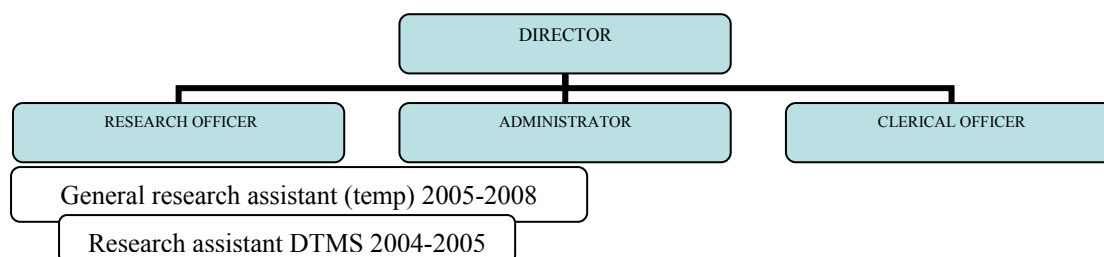 DIRECTOR
RESEARCH OFFICER
ADMINISTRATOR
CLERICAL OFFICER
General research assistant (temp) 2005-2008
Research assistant DTMS 2004-2005